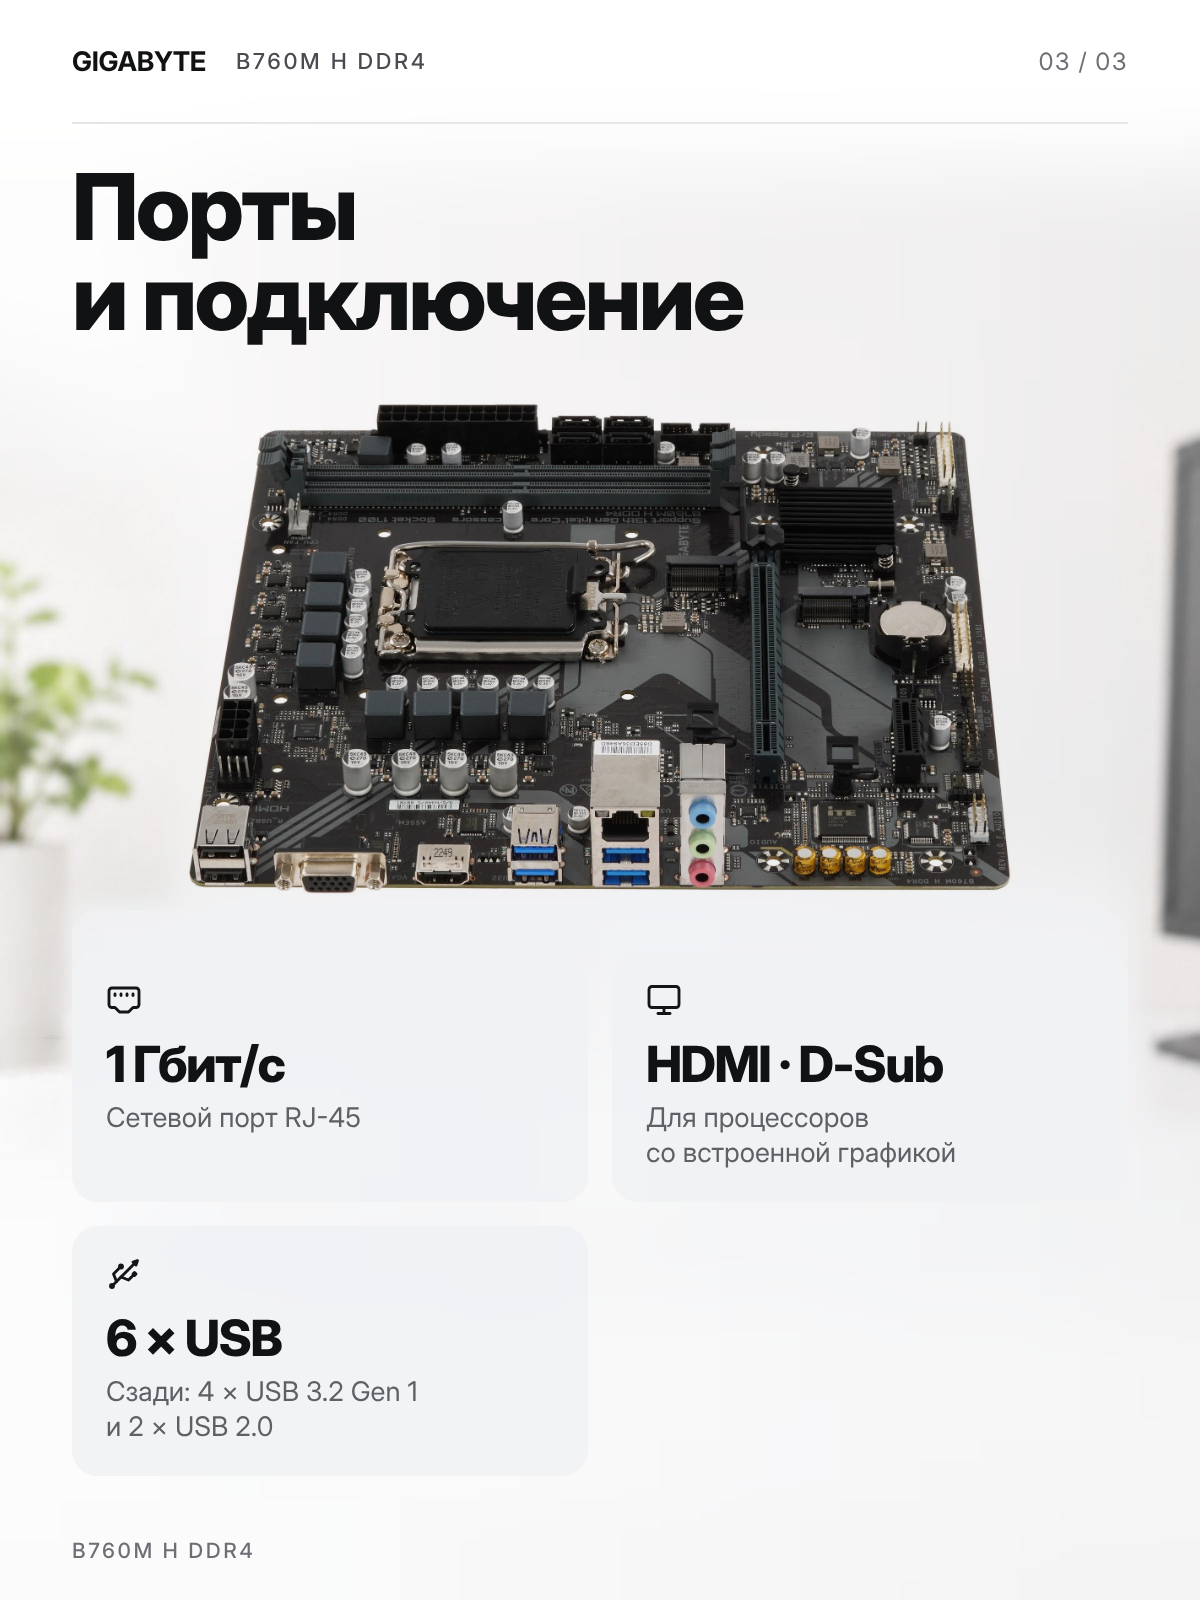 GIGABYTE B760M H DDR4 03 / 03
Порты
и подключение
1 Гбит/с
Сетевой порт RJ-45
HDMI · D-Sub
Для процессоров
со встроенной графикой
6 × USB
Сзади: 4 × USB 3.2 Gen 1
и 2 × USB 2.0
B760M H DDR4